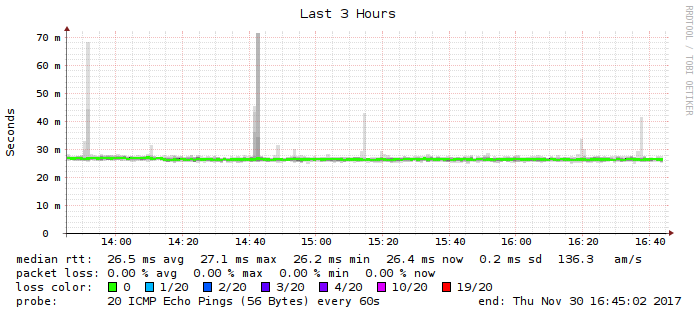 Last 3 Hours
RRDTOOL / TOBI OETIKER
Seconds
70 m
60 m
50 m
40 m
30 m
20 m
10 m
0
14:00 14:20 14:40 15:00 15:20 15:40 16:00 16:20 16:40
median rtt: 26.5 ms avg 27.1 ms max 26.2 ms min 26.4 ms now 0.2 ms sd 136.3 am/s
packet loss: 0.00 % avg 0.00 % max 0.00 % min 0.00 % now
loss color: 0 1/20 2/20 3/20 4/20 10/20 19/20
probe: 20 ICMP Echo Pings (56 Bytes) every 60s end: Thu Nov 30 16:45:02 2017